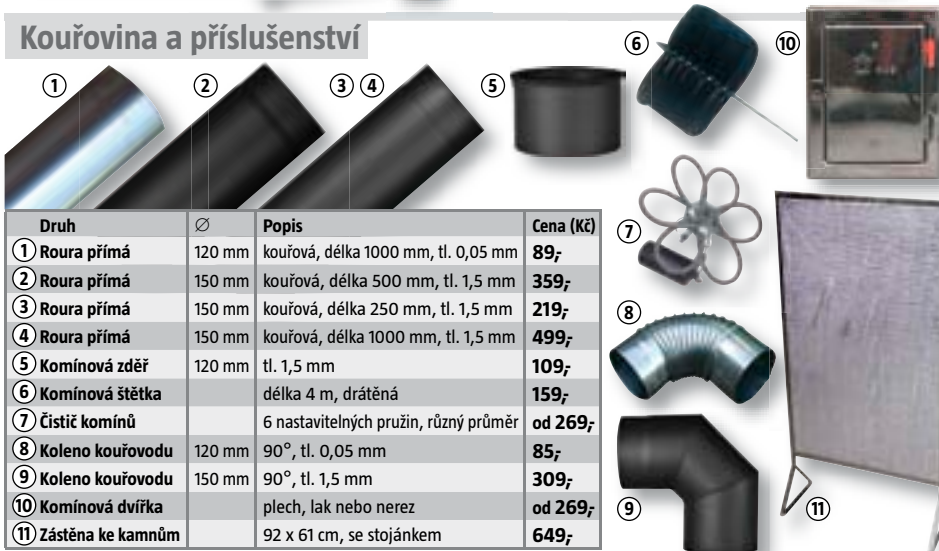 Kouřovina a příslušenství
① ② ③ ④ ⑤ ⑥ ⑩
Druh ∅ Popis Cena (Kč)
① Roura přímá 120 mm kouřová, délka 1000 mm, tl. 0,05 mm 89,-
② Roura přímá 150 mm kouřová, délka 500 mm, tl. 1,5 mm 359,-
③ Roura přímá 150 mm kouřová, délka 250 mm, tl. 1,5 mm 219,-
④ Roura přímá 150 mm kouřová, délka 1000 mm, tl. 1,5 mm 499,-
⑤ Komínová zděř 120 mm tl. 1,5 mm 109,-
⑥ Komínová štětka délka 4 m, drátěná 159,-
⑦ Čistič komínů 6 nastavitelných pružin, různý průměr od 269,-
⑧ Koleno kouřovodu 120 mm 90°, tl. 0,05 mm 85,-
⑨ Koleno kouřovodu 150 mm 90°, tl. 1,5 mm 309,-
⑩ Komínová dvířka plech, lak nebo nerez od 269,-
⑪ Zástěna ke kamnům 92 x 61 cm, se stojánkem 649,-
⑦
⑧
⑨ ⑪